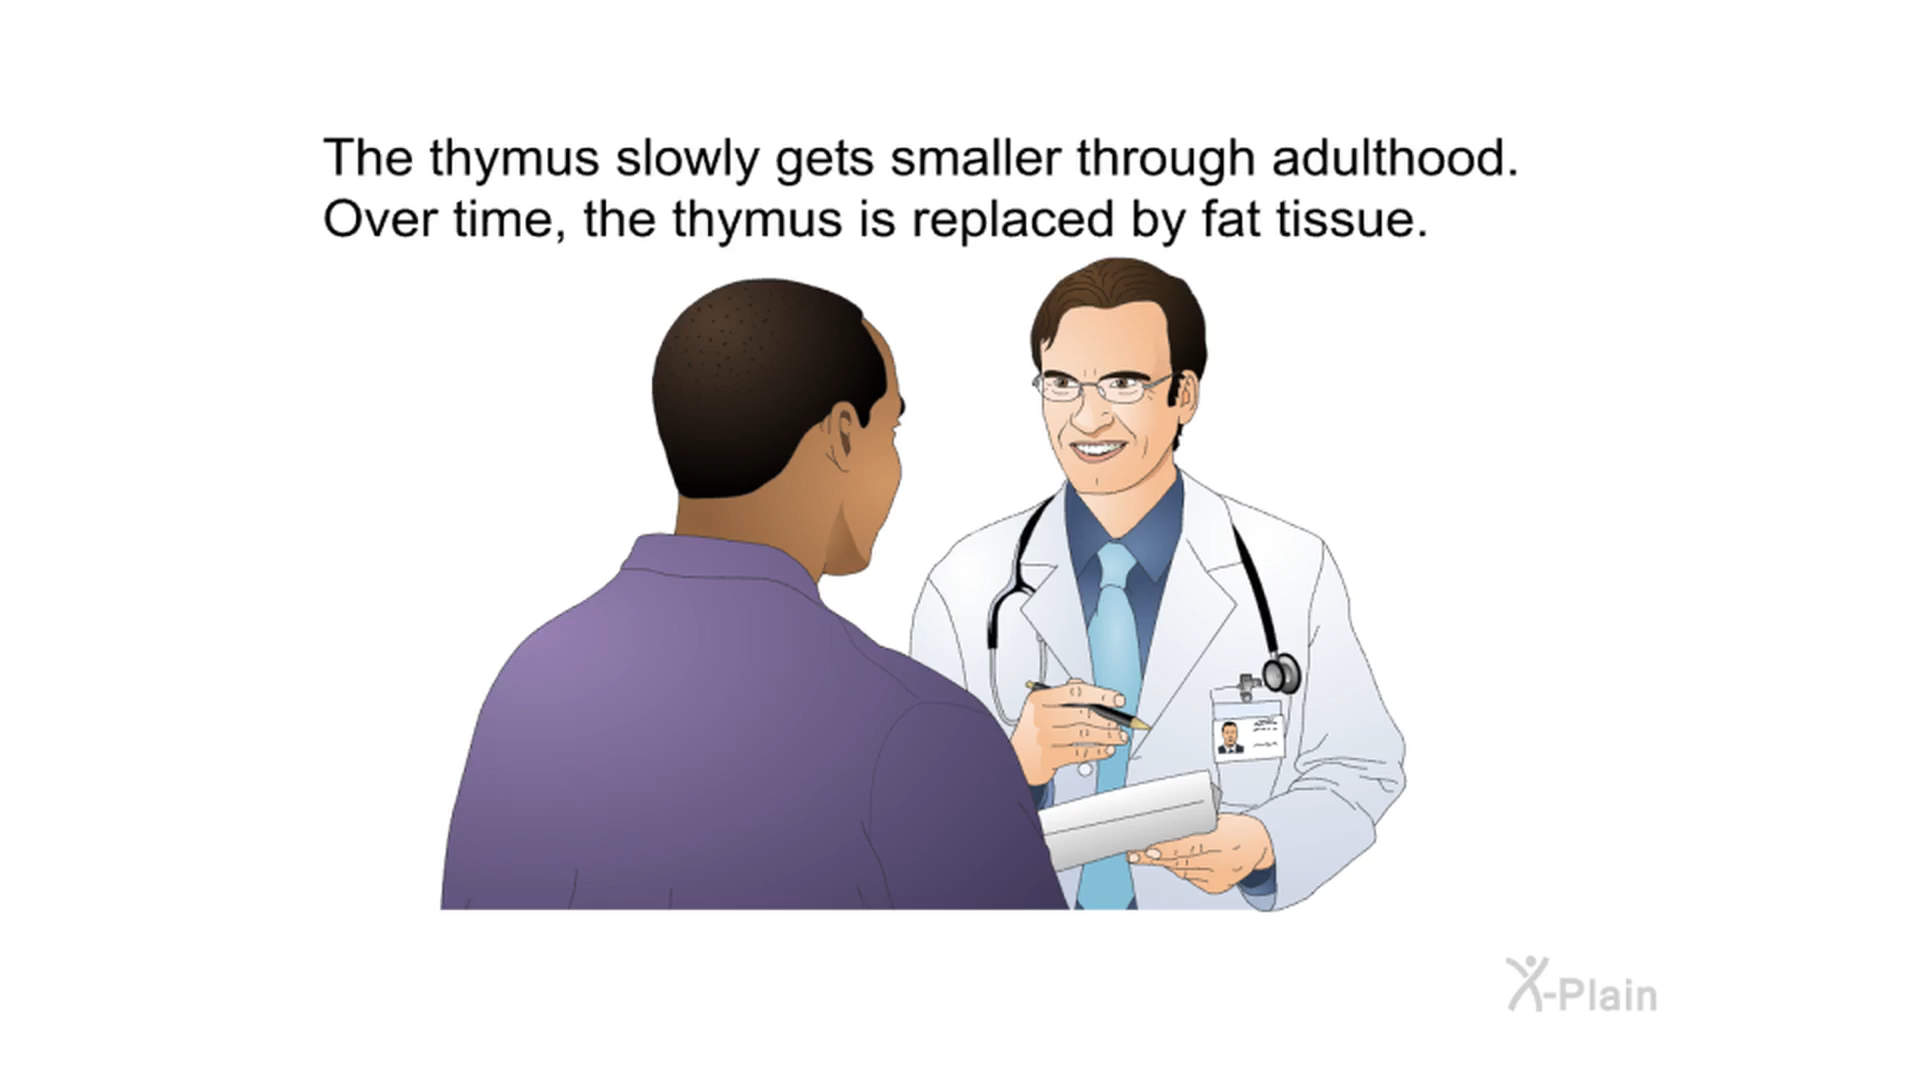 The thymus slowly gets smaller through adulthood.
Over time, the thymus is replaced by fat tissue.
X-Plain